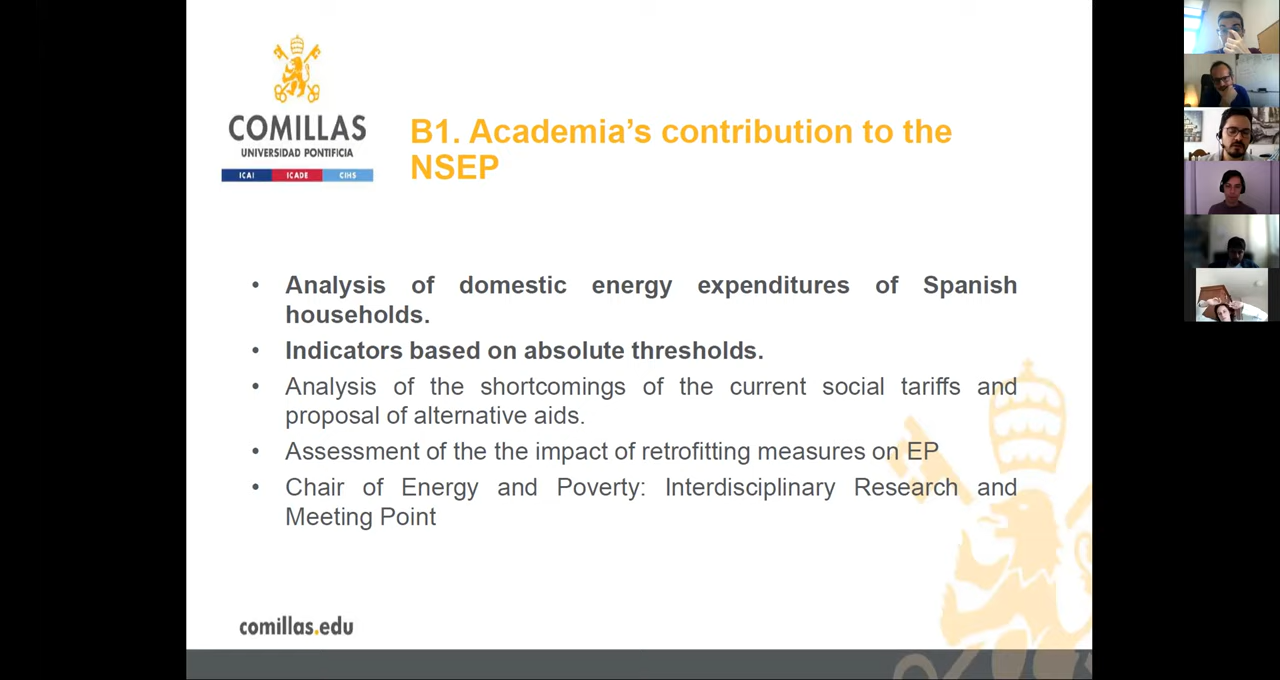 COMILLAS
UNIVERSIDAD PONTIFICIA
ICAI ICADE CIHS
B1. Academia's contribution to the
NSEP
• Analysis of domestic energy expenditures of Spanish
households.
• Indicators based on absolute thresholds.
• Analysis of the shortcomings of the current social tariffs and
proposal of alternative aids.
• Assessment of the the impact of retrofitting measures on EP
• Chair of Energy and Poverty: Interdisciplinary Research and
Meeting Point
comillas.edu